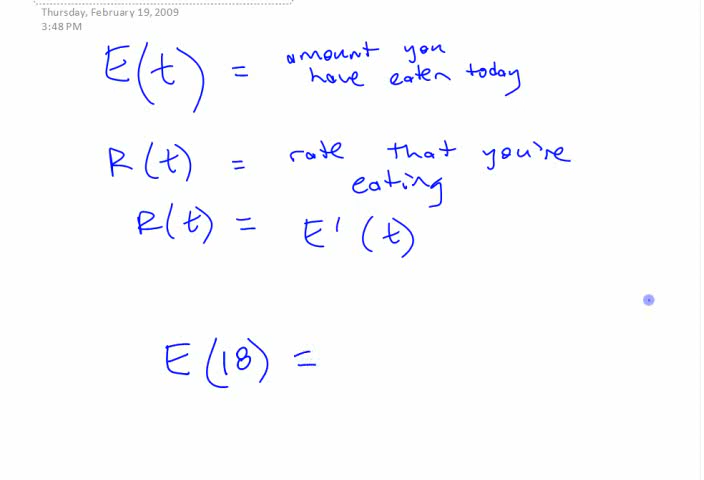 Thursday, February 19, 2009
3:48 PM
E(t) = amount you
have eaten today
R(t) = rate that you're
eating
R(t) = E'(t)
E(18) =